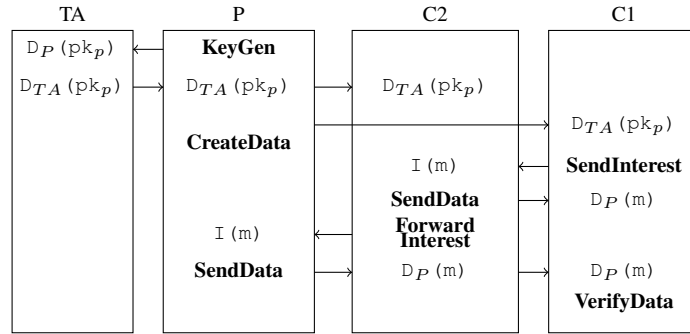 TA P C2 C1
D_P(pk_p) KeyGen
D_TA(pk_p) D_TA(pk_p) D_TA(pk_p)
D_TA(pk_p)
CreateData
I(m) SendInterest
SendData D_P(m)
Forward
I(m) Interest
SendData D_P(m) D_P(m)
VerifyData